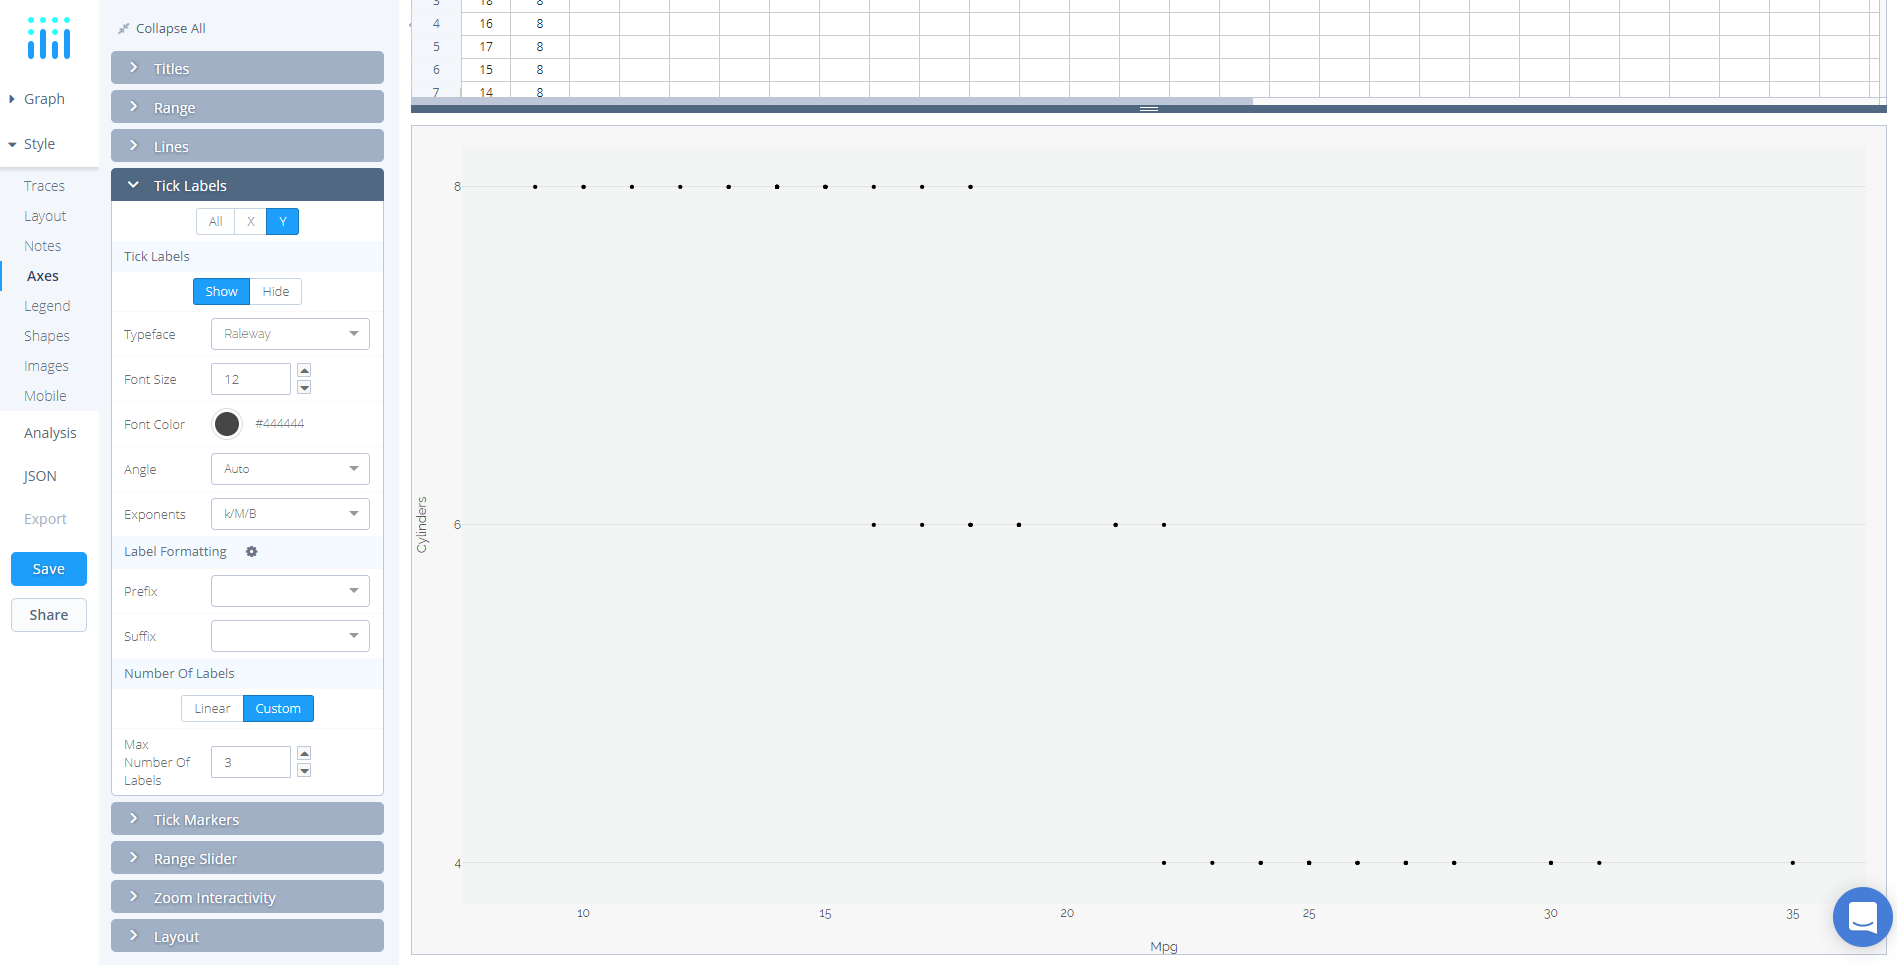 Collapse All
Titles
Range
Lines
Tick Labels
All X Y
Tick Labels
Show Hide
Typeface Raleway
Font Size 12
Font Color #444444
Angle Auto
Exponents k/M/B
Label Formatting
Prefix
Suffix
Number Of Labels
Linear Custom
Max
Number Of
Labels
3
Tick Markers
Range Slider
Zoom Interactivity
Layout
Graph
Style
Traces
Layout
Notes
Axes
Legend
Shapes
Images
Mobile
Analysis
JSON
Export
Save
Share
3 18 8
4 16 8
5 17 8
6 15 8
7 14 8
8
6
4
Cylinders
10 15 20 25 30 35
Mpg